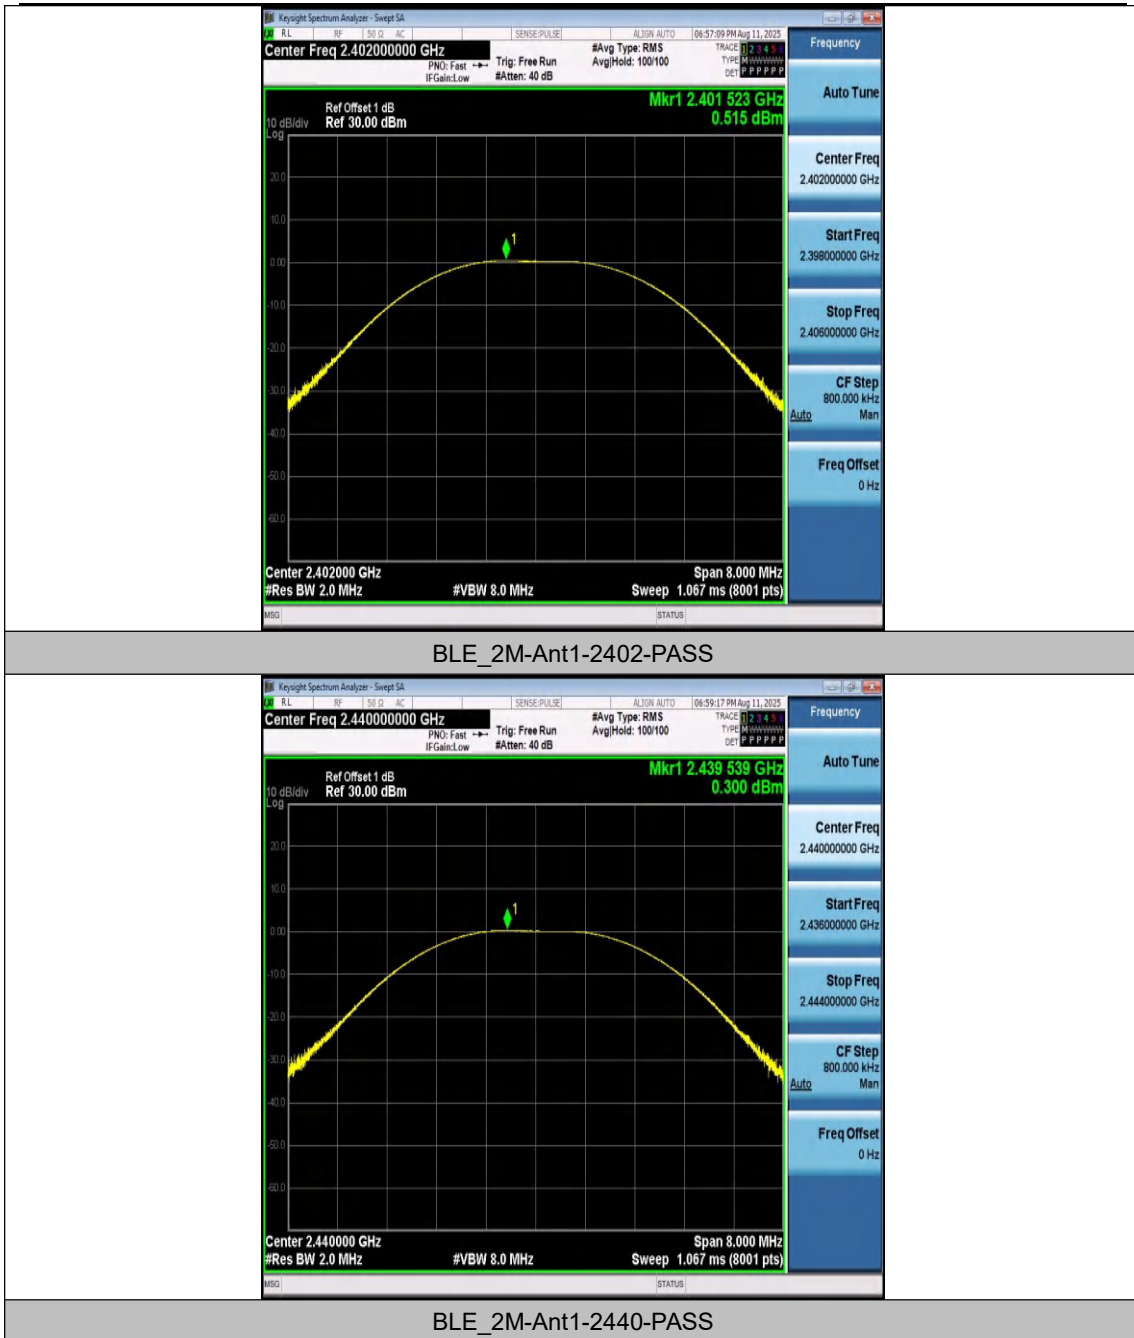 Keysight Spectrum Analyzer - Swept SA
RL RF 50 Ω AC SENSE:PULSE ALIGN AUTO 06:57:09 PM Aug 11, 2025
Center Freq 2.402000000 GHz #Avg Type: RMS TRACE 1 2 3 4 5 6 Frequency
PNO: Fast Trig: Free Run Avg|Hold: 100/100 TYPE M WWWWW
IFGain:Low #Atten: 40 dB DET P P P P P P
Auto Tune
Mkr1 2.401 523 GHz
Ref Offset 1 dB 0.515 dBm
10 dB/div Ref 30.00 dBm
Log
Center Freq
2.402000000 GHz
20.0
10.0
Start Freq
2.398000000 GHz
1
0.00
Stop Freq
2.406000000 GHz
-10.0
-20.0
CF Step
800.000 kHz
Auto Man
-30.0
-40.0
Freq Offset
0 Hz
-50.0
-60.0
Center 2.402000 GHz Span 8.000 MHz
#Res BW 2.0 MHz #VBW 8.0 MHz Sweep 1.067 ms (8001 pts)
MSG STATUS
BLE_2M-Ant1-2402-PASS
Keysight Spectrum Analyzer - Swept SA
RL RF 50 Ω AC SENSE:PULSE ALIGN AUTO 06:59:17 PM Aug 11, 2025
Center Freq 2.440000000 GHz #Avg Type: RMS TRACE 1 2 3 4 5 6 Frequency
PNO: Fast Trig: Free Run Avg|Hold: 100/100 TYPE M WWWWW
IFGain:Low #Atten: 40 dB DET P P P P P P
Auto Tune
Mkr1 2.439 539 GHz
Ref Offset 1 dB 0.300 dBm
10 dB/div Ref 30.00 dBm
Log
Center Freq
2.440000000 GHz
20.0
10.0
Start Freq
2.436000000 GHz
1
0.00
Stop Freq
2.444000000 GHz
-10.0
-20.0
CF Step
800.000 kHz
Auto Man
-30.0
-40.0
Freq Offset
0 Hz
-50.0
-60.0
Center 2.440000 GHz Span 8.000 MHz
#Res BW 2.0 MHz #VBW 8.0 MHz Sweep 1.067 ms (8001 pts)
MSG STATUS
BLE_2M-Ant1-2440-PASS